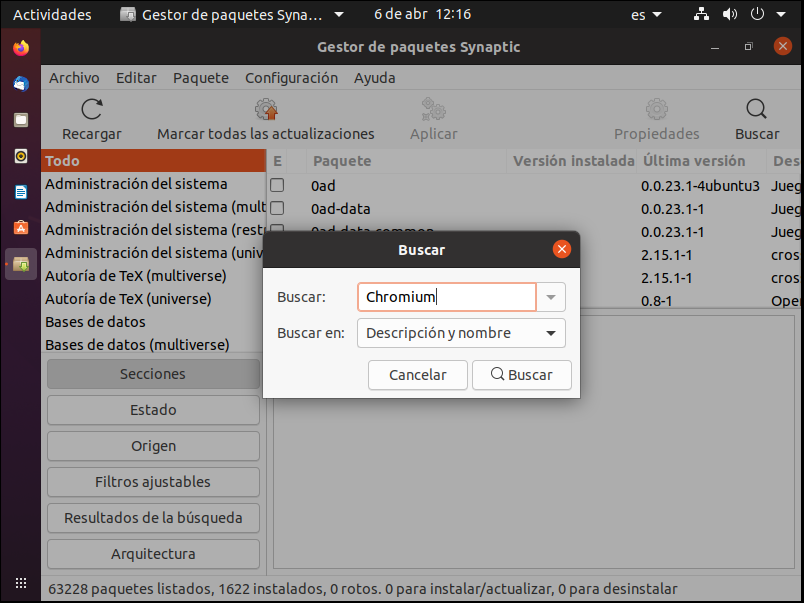 Actividades Gestor de paquetes Syna... 6 de abr 12:16 es
Gestor de paquetes Synaptic
Archivo Editar Paquete Configuración Ayuda
Recargar Marcar todas las actualizaciones Aplicar Propiedades Buscar
Todo E Paquete Versión instalada Última versión Des
Administración del sistema 0ad 0.0.23.1-4ubuntu3 Jueg
Administración del sistema (mult 0ad-data 0.0.23.1-1 Jueg
Administración del sistema (restr 0ad-data-common 0.0.23.1-1 Jueg
Administración del sistema (univ 2.15.1-1 cros
Autoría de TeX (multiverse) 2.15.1-1 cros
Autoría de TeX (universe) 0.8-1 Oper
Bases de datos
Bases de datos (multiverse)
Buscar
Buscar: Chromium
Buscar en: Descripción y nombre
Cancelar Buscar
Secciones
Estado
Origen
Filtros ajustables
Resultados de la búsqueda
Arquitectura
63228 paquetes listados, 1622 instalados, 0 rotos. 0 para instalar/actualizar, 0 para desinstalar